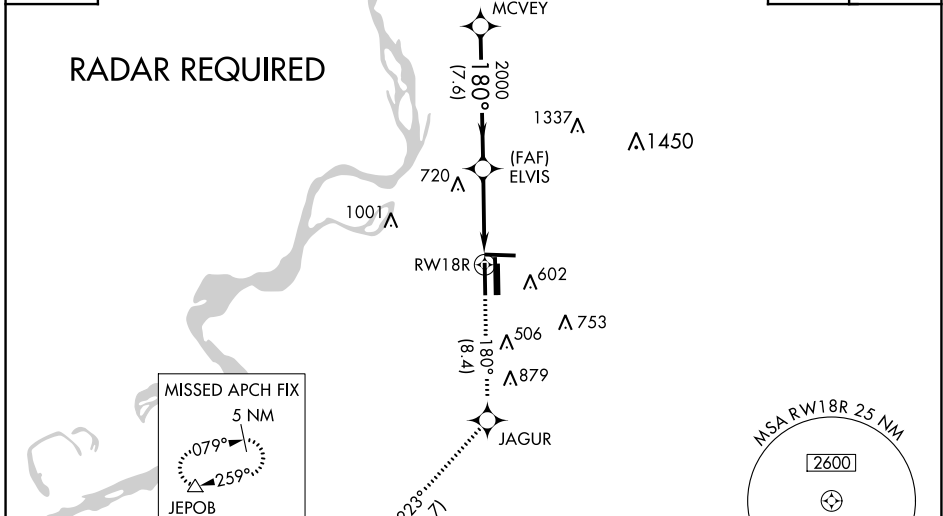 MCVEY
RADAR REQUIRED
2000
180°
(7.6)
1337
1450
(FAF)
ELVIS
720
1001
RW18R
602
753
506
180°
(8.4)
879
MISSED APCH FIX
5 NM
079°
259°
JEPOB
JAGUR
MSA RW18R 25 NM
2600